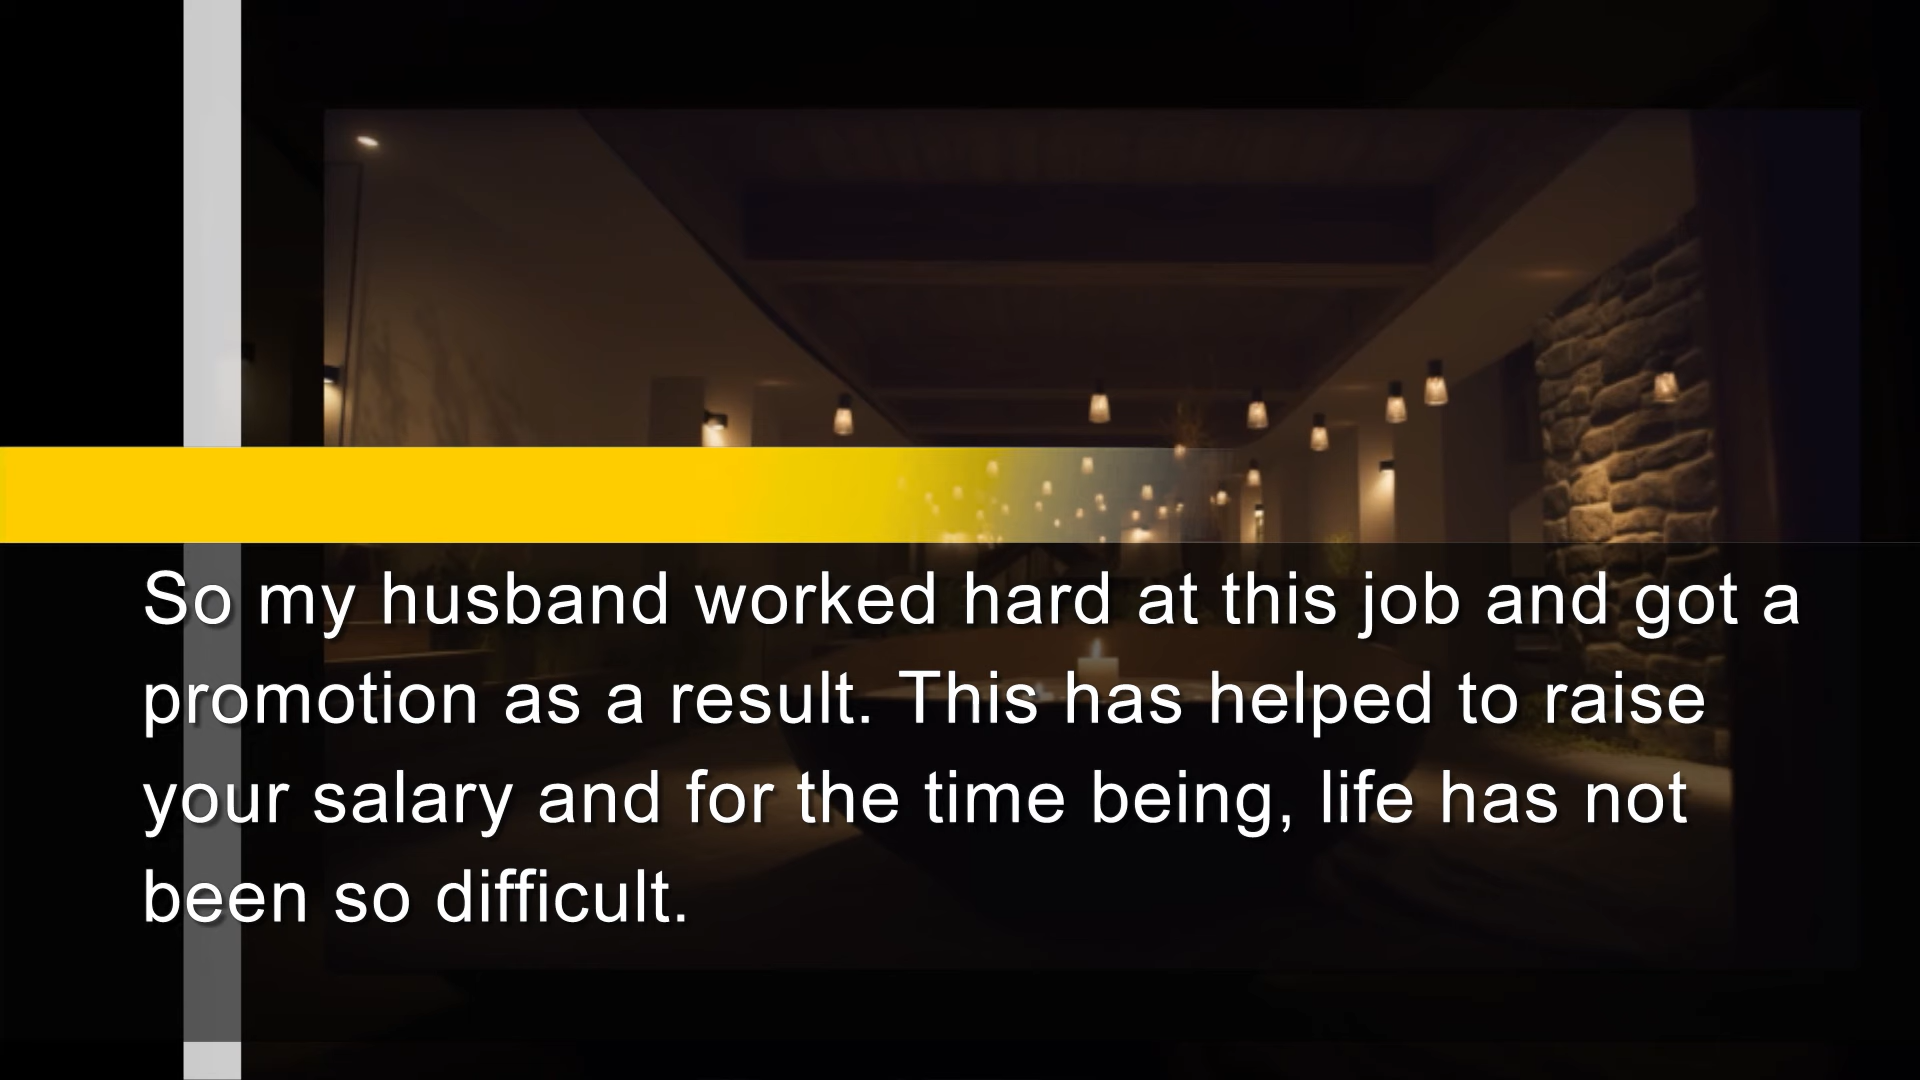 So my husband worked hard at this job and got a
promotion as a result. This has helped to raise
your salary and for the time being, life has not
been so difficult.